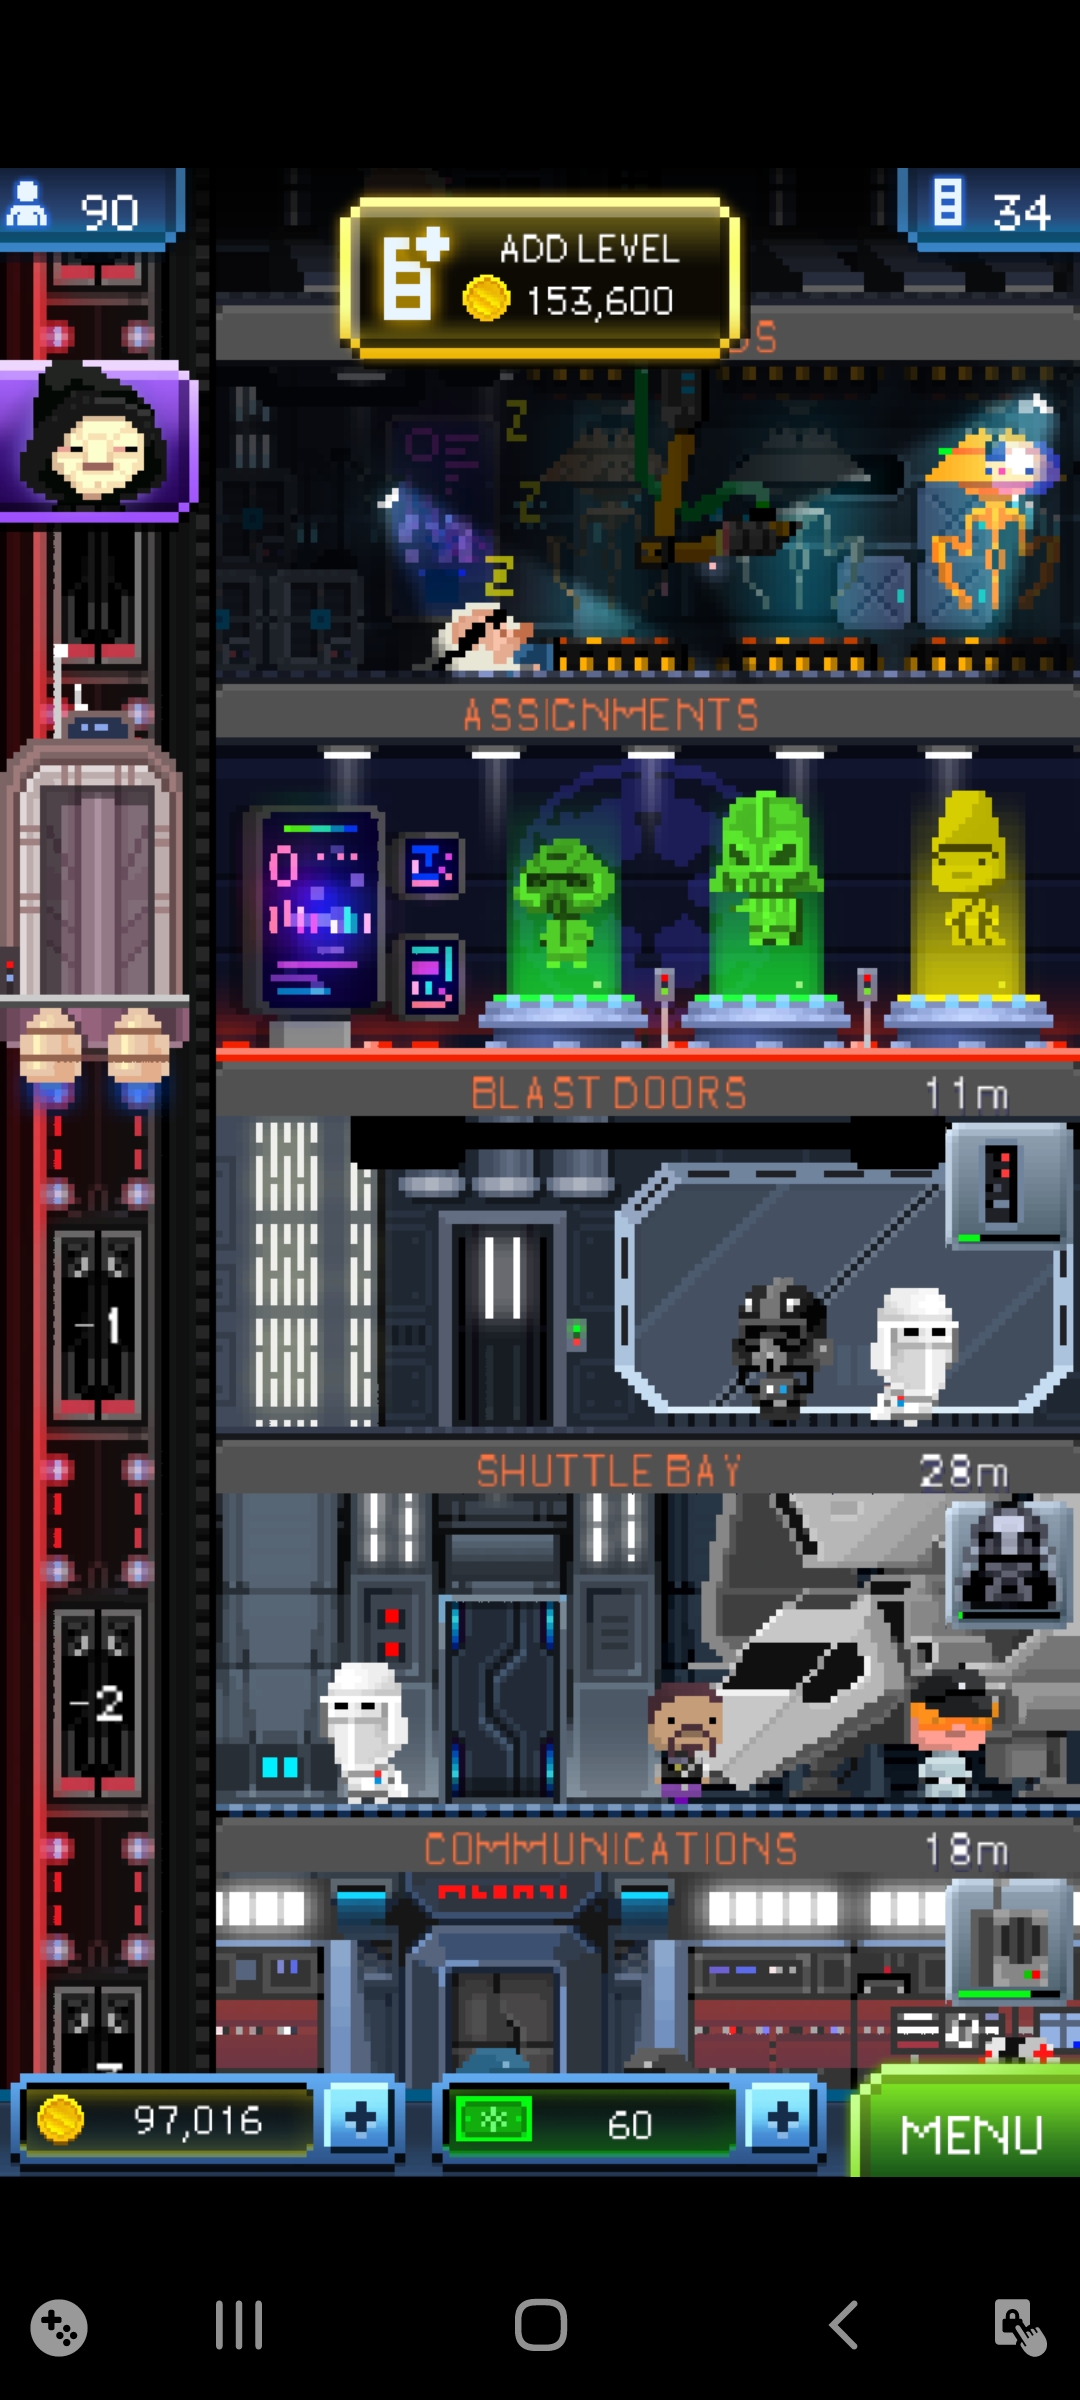 90
ADD LEVEL
153,600
34
DS
Z
Z
Z
ASSIGNMENTS
BLAST DOORS 11m
-1
SHUTTLE BAY 28m
-2
COMMUNICATIONS 18m
97,016
60
MENU